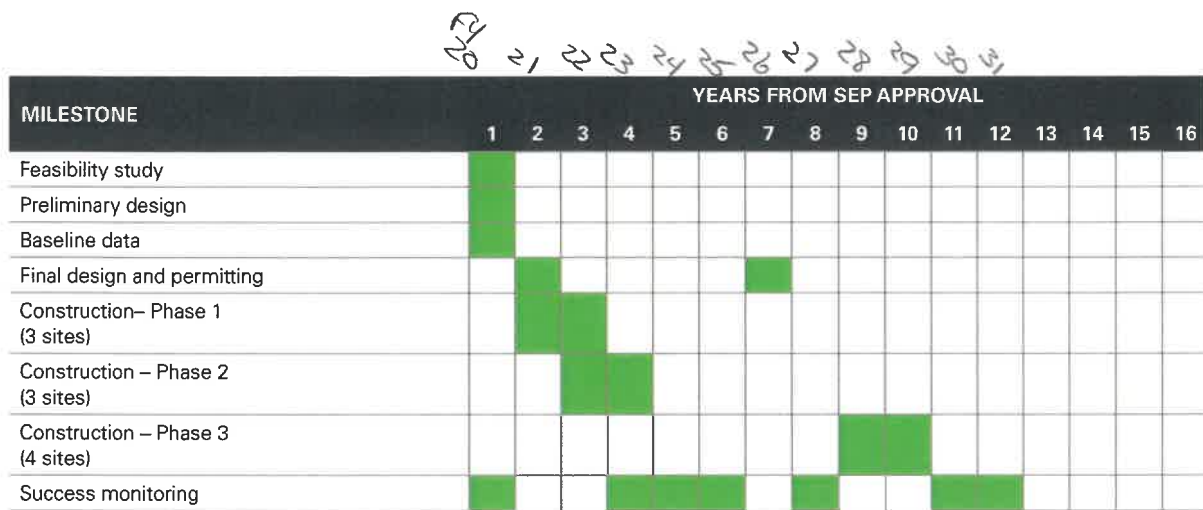 FY
20 21 22 23 24 25 26 27 28 29 30 31
YEARS FROM SEP APPROVAL
MILESTONE
1 2 3 4 5 6 7 8 9 10 11 12 13 14 15 16
Feasibility study
Preliminary design
Baseline data
Final design and permitting
Construction– Phase 1
(3 sites)
Construction – Phase 2
(3 sites)
Construction – Phase 3
(4 sites)
Success monitoring